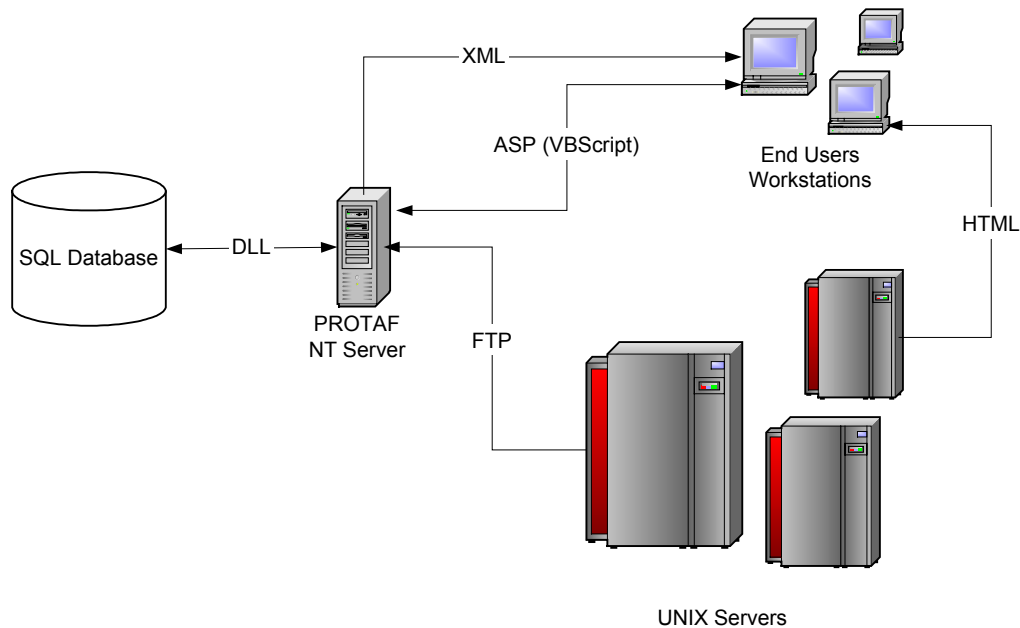 XML
ASP (VBScript)
End Users
Workstations
HTML
SQL Database
DLL
PROTAF
NT Server
FTP
UNIX Servers